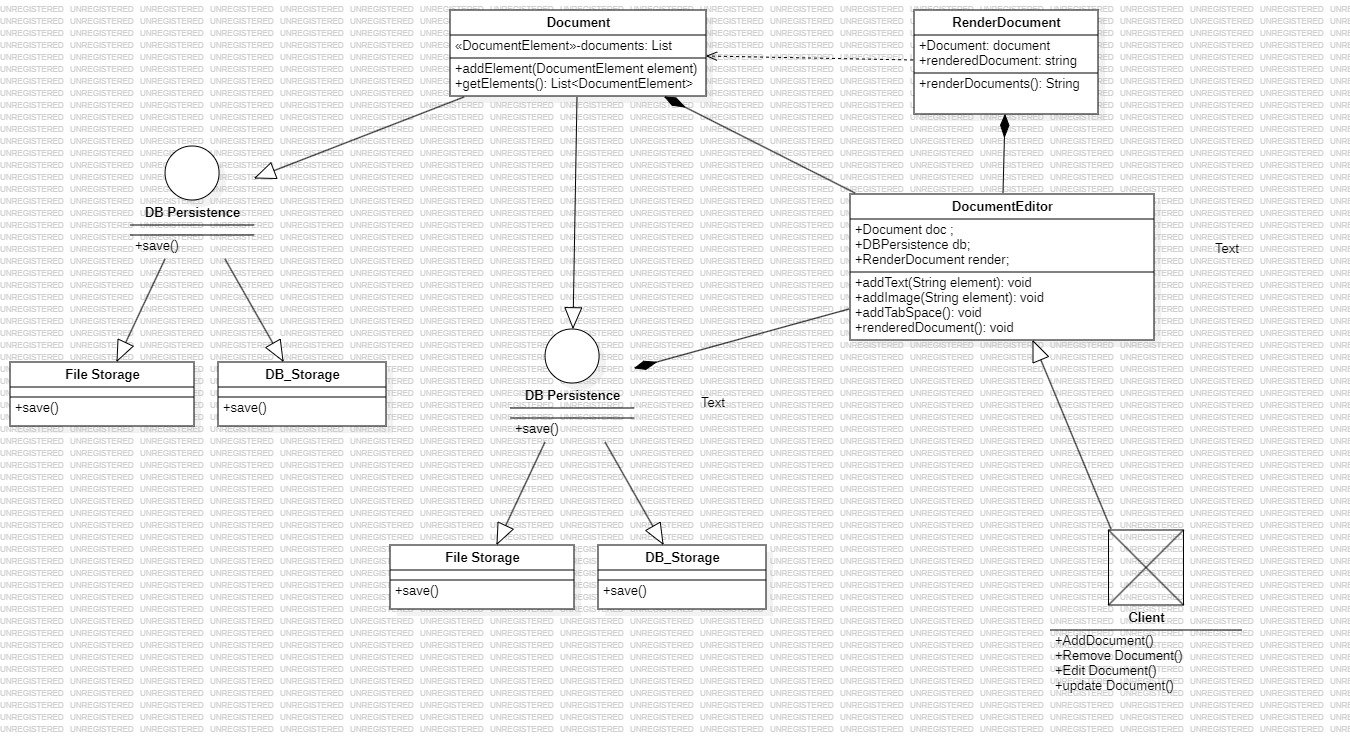 Document
«DocumentElement»-documents: List
+addElement(DocumentElement element)
+getElements(): List<DocumentElement>
RenderDocument
+Document: document
+renderedDocument: string
+renderDocuments(): String
DB Persistence
+save()
File Storage
+save()
DB_Storage
+save()
DocumentEditor
+Document doc ;
+DBPersistence db;
+RenderDocument render;
+addText(String element): void
+addImage(String element): void
+addTabSpace(): void
+renderedDocument(): void
Text
DB Persistence
+save()
Text
File Storage
+save()
DB_Storage
+save()
Client
+AddDocument()
+Remove Document()
+Edit Document()
+update Document()
UNREGISTERED